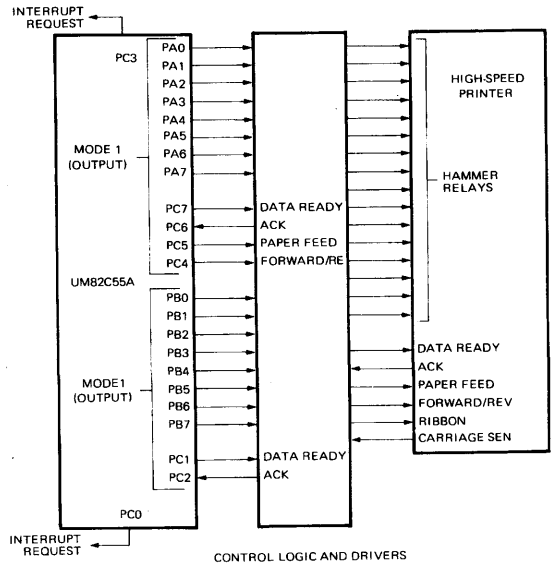 INTERRUPT
REQUEST
PC3
PA0
PA1
PA2
PA3
PA4
PA5
PA6
PA7
MODE 1
(OUTPUT)
PC7
PC6
PC5
PC4
DATA READY
ACK
PAPER FEED
FORWARD/RE
HIGH-SPEED
PRINTER
HAMMER
RELAYS
UM82C55A
PB0
PB1
PB2
PB3
PB4
PB5
PB6
PB7
MODE1
(OUTPUT)
PC1
PC2
DATA READY
ACK
DATA READY
ACK
PAPER FEED
FORWARD/REV
RIBBON
CARRIAGE SEN
PC0
INTERRUPT
REQUEST
CONTROL LOGIC AND DRIVERS